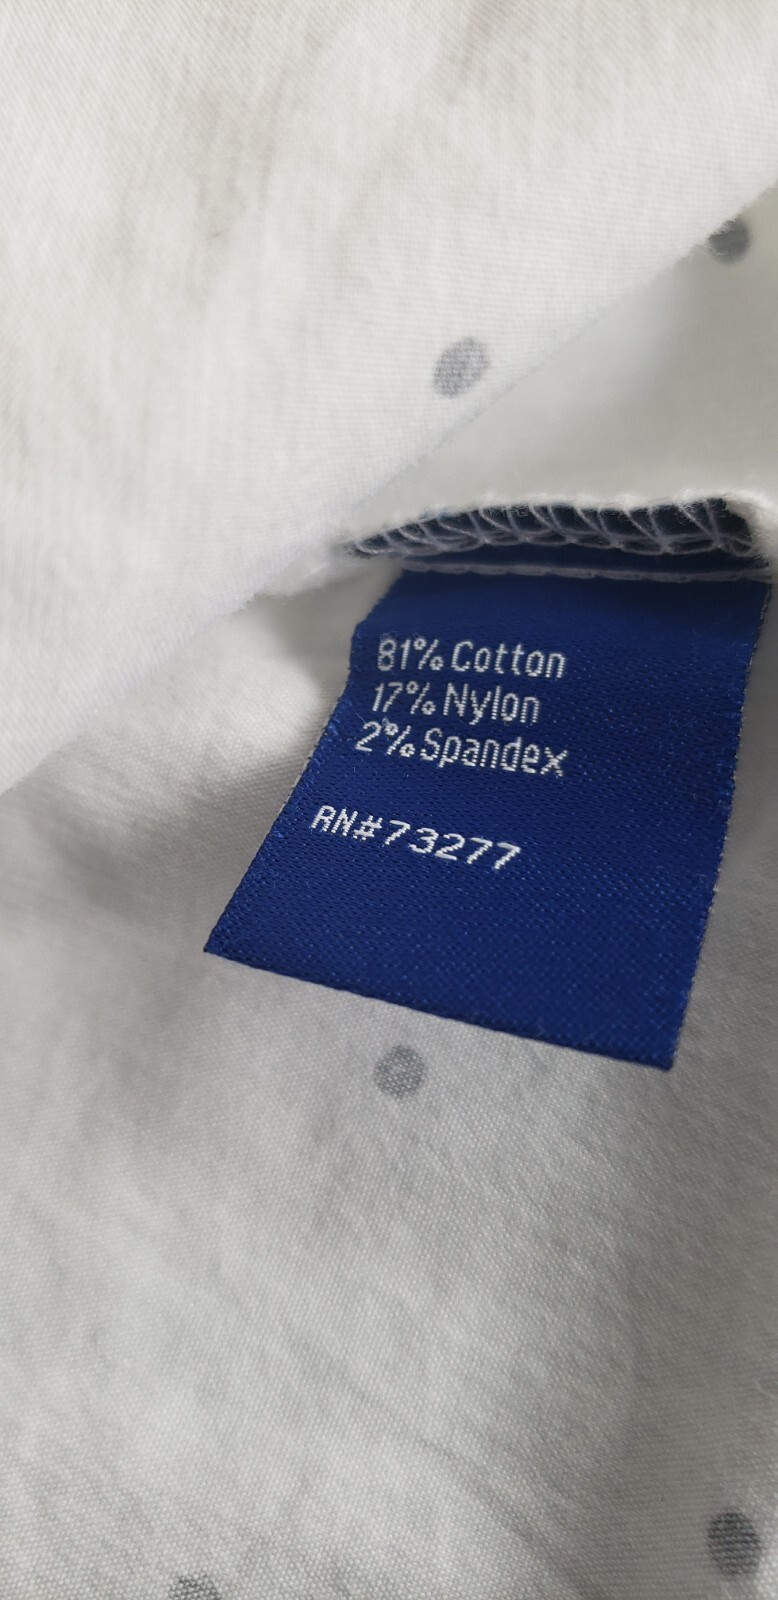 81% Cotton
17% Nylon
2% Spandex
RN#73277